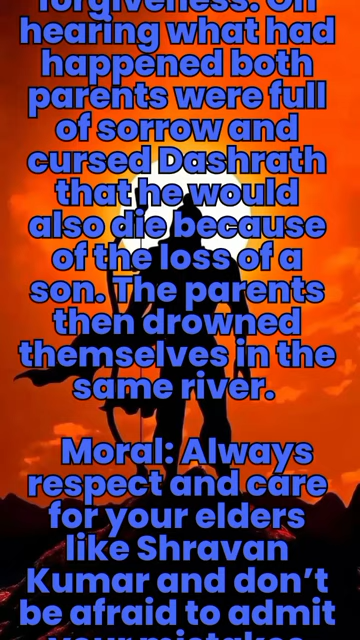 forgiveness. On
hearing what had
happened both
parents were full
of sorrow and
cursed Dashrath
that he would
also die because
of the loss of a
son. The parents
then drowned
themselves in the
same river.
Moral: Always
respect and care
for your elders
like Shravan
Kumar and don’t
be afraid to admit
your mistakes